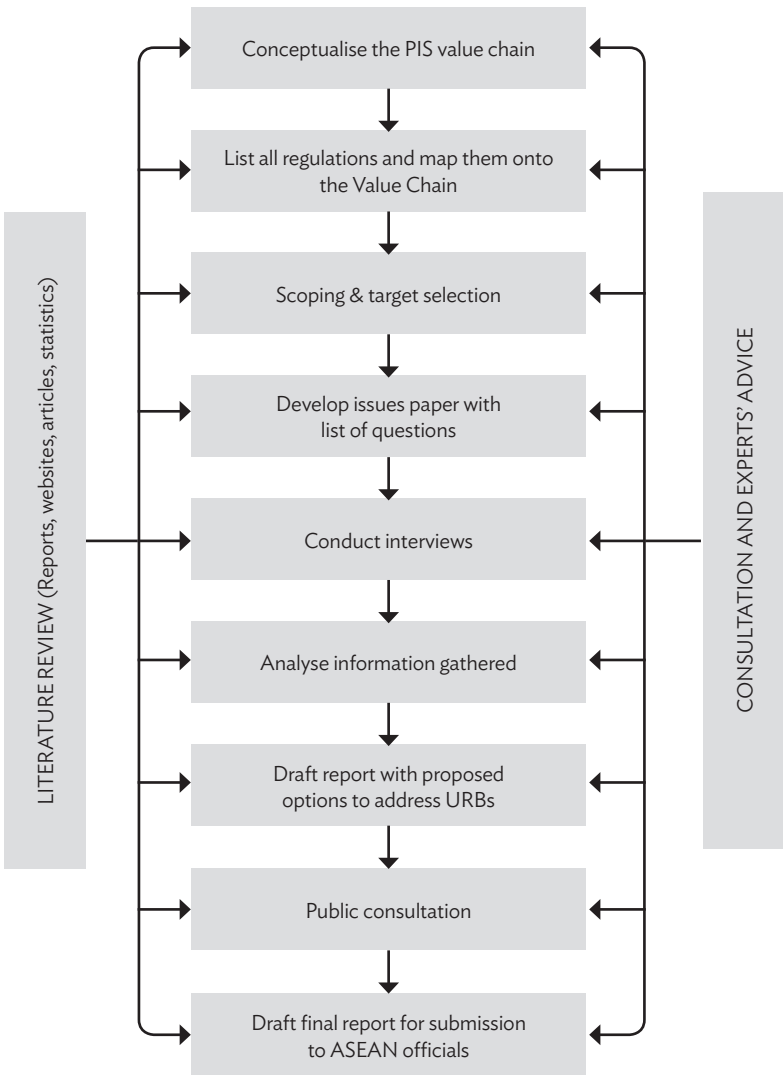 Conceptualise the PIS value chain
List all regulations and map them onto
the Value Chain
Scoping & target selection
Develop issues paper with
list of questions
Conduct interviews
Analyse information gathered
Draft report with proposed
options to address URBs
Public consultation
Draft final report for submission
to ASEAN officials
LITERATURE REVIEW (Reports, websites, articles, statistics)
CONSULTATION AND EXPERTS’ ADVICE